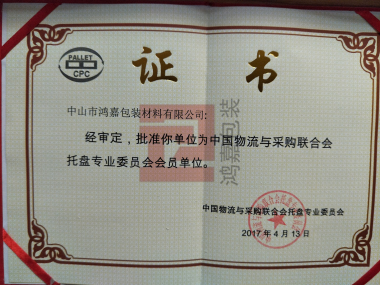 PALLET
CPC
证书
中山市鸿嘉包装材料有限公司:
经审定，批准你单位为中国物流与采购联合会
托盘专业委员会会员单位。
鸿嘉包装
中国物流与采购联合会托盘专业委员会
2017年4月13日